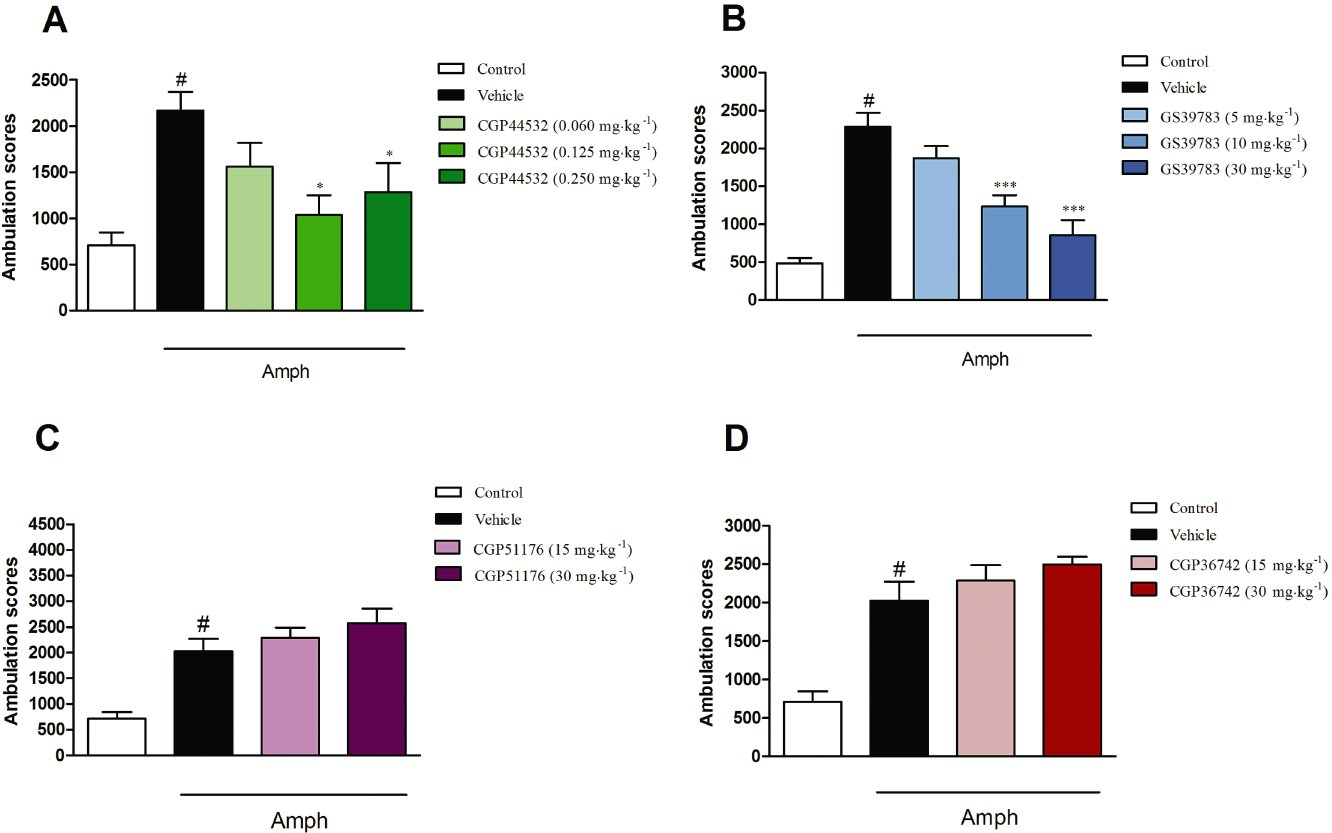 A
Ambulation scores
2500
2000
1500
1000
500
0
#
*
*
Amph
Control
Vehicle
CGP44532 (0.060 mg·kg-1)
CGP44532 (0.125 mg·kg-1)
CGP44532 (0.250 mg·kg-1)
B
Ambulation scores
3000
2500
2000
1500
1000
500
0
#
***
***
Amph
Control
Vehicle
GS39783 (5 mg·kg-1)
GS39783 (10 mg·kg-1)
GS39783 (30 mg·kg-1)
C
Ambulation scores
4500
4000
3500
3000
2500
2000
1500
1000
500
0
#
Amph
Control
Vehicle
CGP51176 (15 mg·kg-1)
CGP51176 (30 mg·kg-1)
D
Ambulation scores
3000
2500
2000
1500
1000
500
0
#
Amph
Control
Vehicle
CGP36742 (15 mg·kg-1)
CGP36742 (30 mg·kg-1)